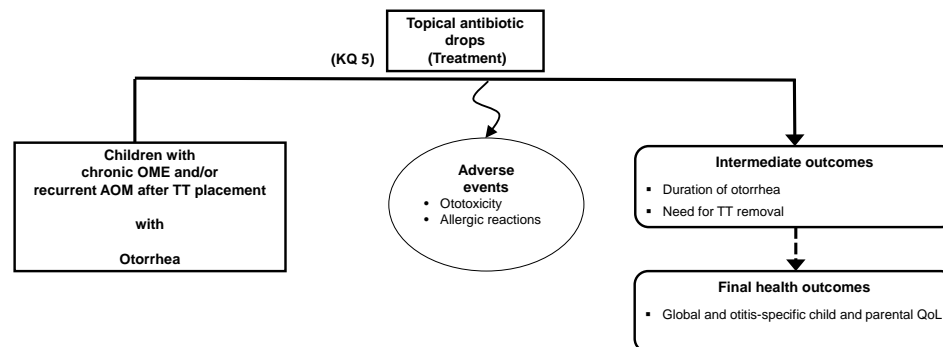 Topical antibiotic
drops
(Treatment)
(KQ 5)
Children with
chronic OME and/or
recurrent AOM after TT placement
with
Otorrhea
Adverse
events
• Ototoxicity
• Allergic reactions
Intermediate outcomes
▪ Duration of otorrhea
▪ Need for TT removal
Final health outcomes
▪ Global and otitis-specific child and parental QoL